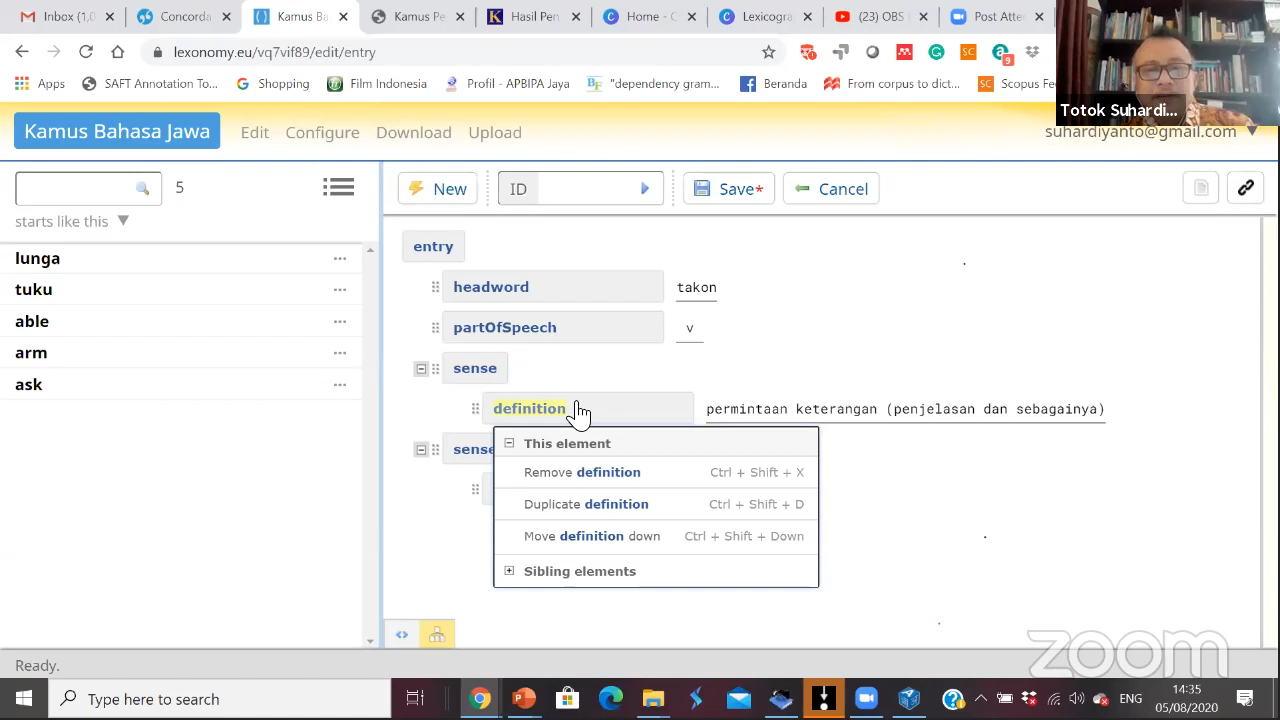 Inbox (1,0
Concorda
Kamus Ba
Kamus Pe
Hasil Pen
Home - C
Lexicogra
(23) OBS
Post Atte
lexonomy.eu/vq7vif89/edit/entry
Apps
SAFT Annotation Ty...
Shopping
Film Indonesia
Profil - APBIPA Jaya
"dependency gram...
Beranda
From corpus to dict...
Scopus Fe
9
Totok Suhardi...
Kamus Bahasa Jawa
Edit
Configure
Download
Upload
suhardiyanto@gmail.com
5
New
ID
Save*
Cancel
starts like this
lunga
tuku
able
arm
ask
entry
headword takon
partOfSpeech v
sense
definition permintaan keterangan (penjelasan dan sebagainya)
sense
This element
Remove definition Ctrl + Shift + X
Duplicate definition Ctrl + Shift + D
Move definition down Ctrl + Shift + Down
Sibling elements
zoom
Ready.
Type here to search
ENG
14:35
05/08/2020